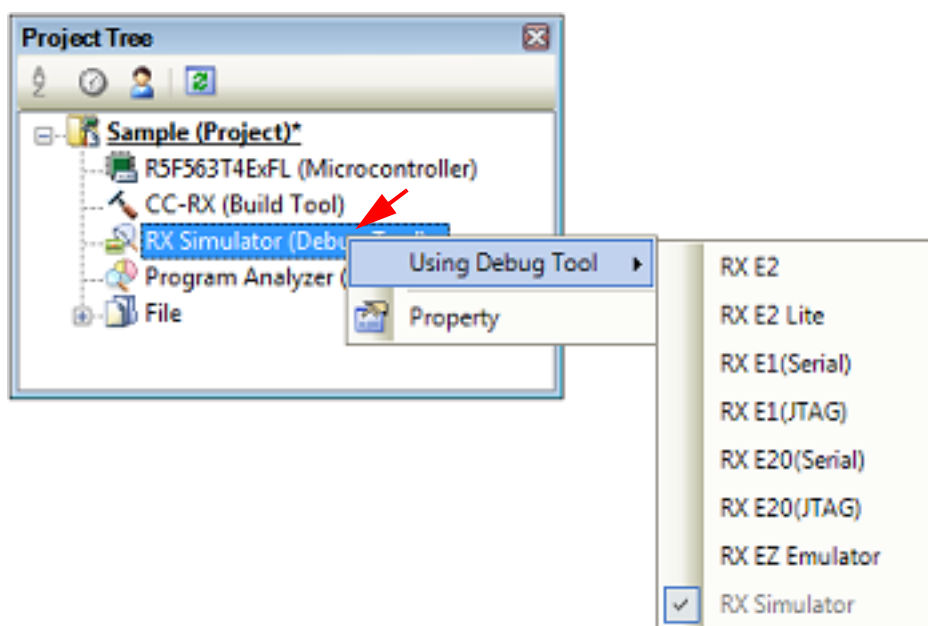 Project Tree
Sample (Project)*
R5F563T4ExFL (Microcontroller)
CC-RX (Build Tool)
RX Simulator (Debu
Program Analyzer (
File
Using Debug Tool
Property
RX E2
RX E2 Lite
RX E1(Serial)
RX E1(JTAG)
RX E20(Serial)
RX E20(JTAG)
RX EZ Emulator
RX Simulator